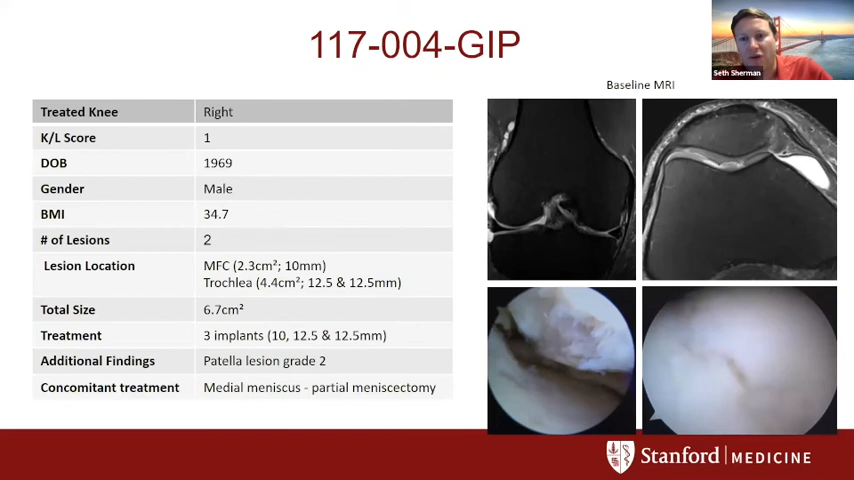 117-004-GIP
Seth Sherman
Baseline MRI
Treated Knee Right
K/L Score 1
DOB 1969
Gender Male
BMI 34.7
# of Lesions 2
Lesion Location MFC (2.3cm²; 10mm)
Trochlea (4.4cm²; 12.5 & 12.5mm)
Total Size 6.7cm²
Treatment 3 implants (10, 12.5 & 12.5mm)
Additional Findings Patella lesion grade 2
Concomitant treatment Medial meniscus - partial meniscectomy
Stanford MEDICINE